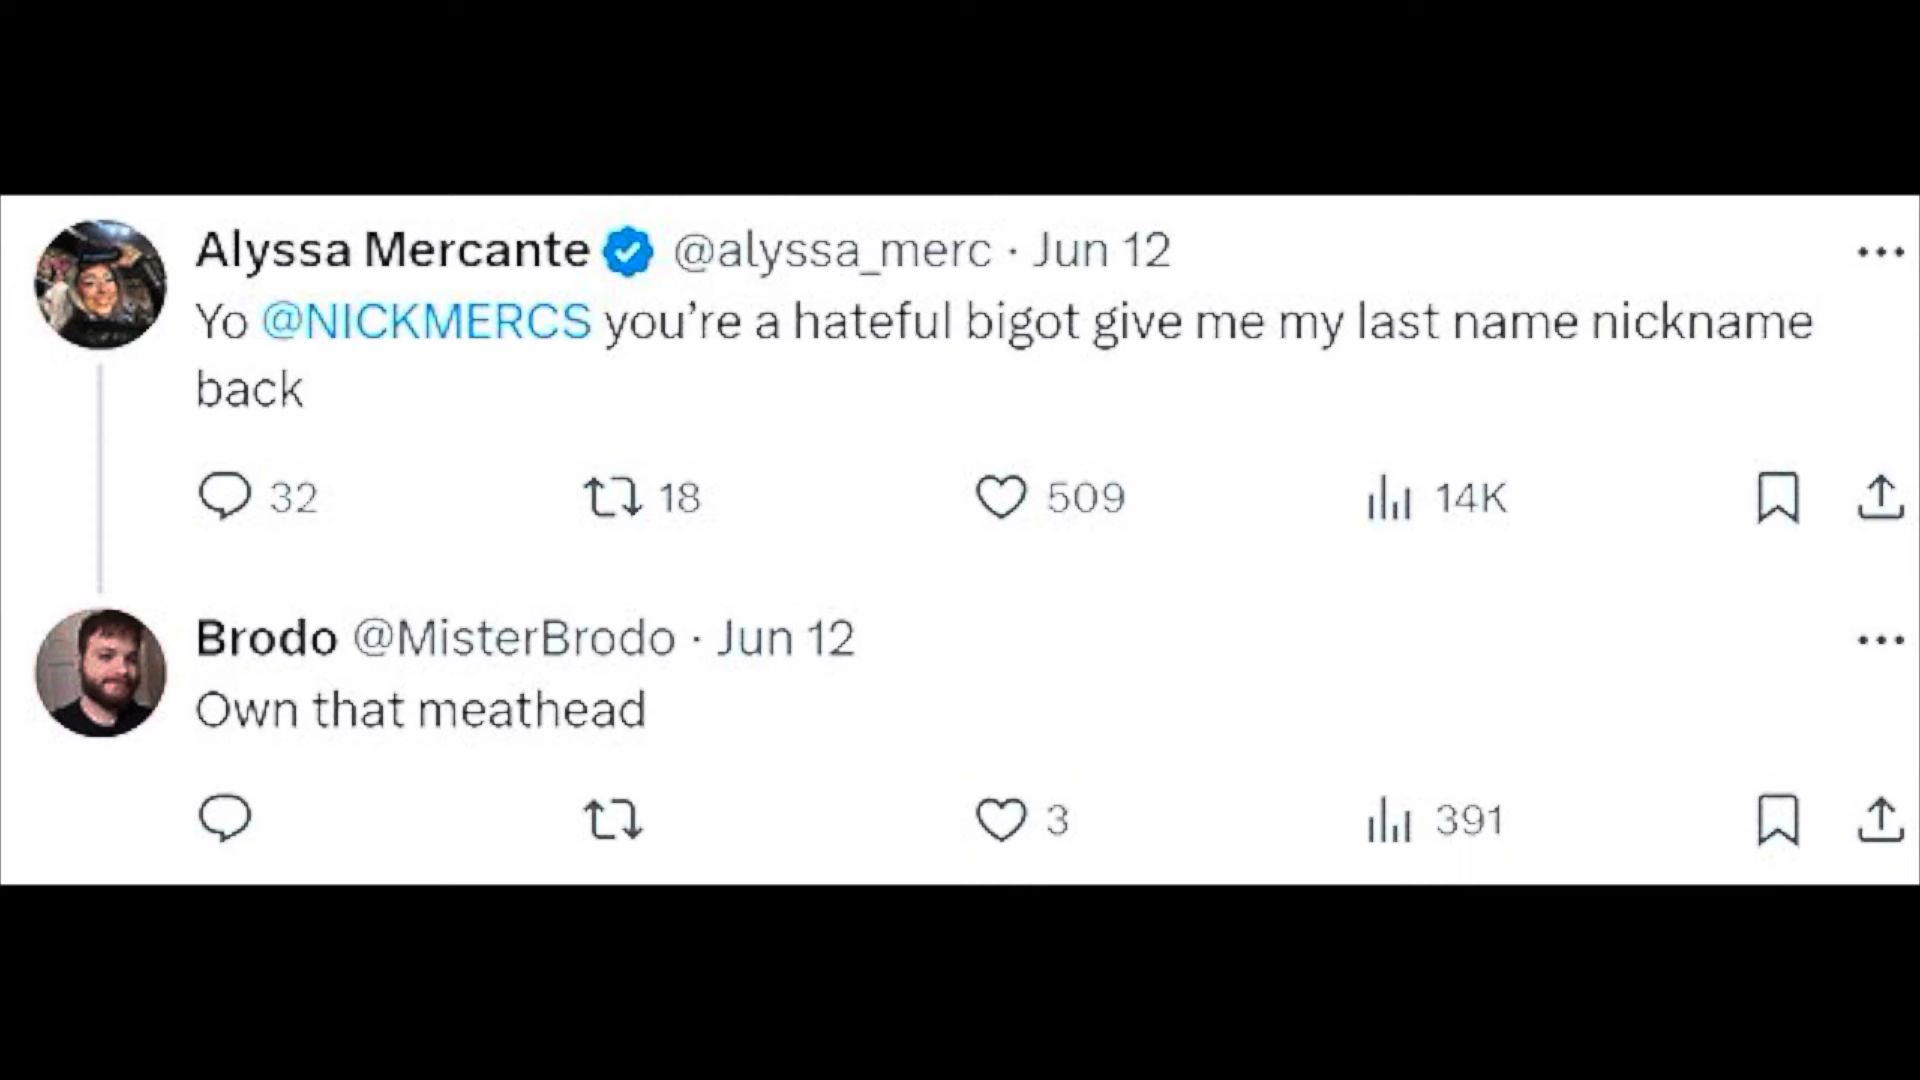 Alyssa Mercante @alyssa_merc · Jun 12
Yo @NICKMERCS you’re a hateful bigot give me my last name nickname
back
32 18 509 14K
Brodo @MisterBrodo · Jun 12
Own that meathead
3 391